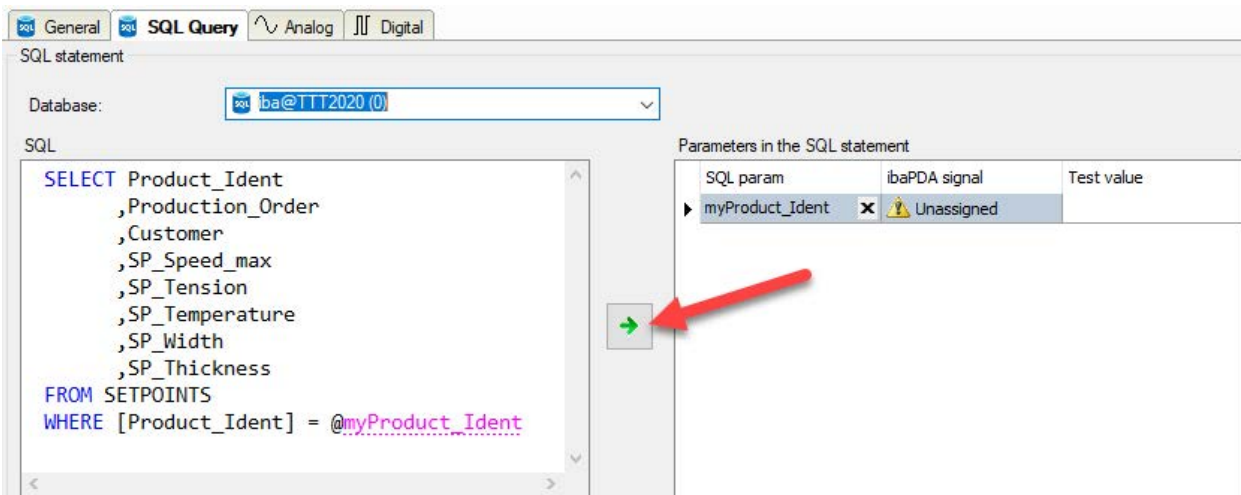 General SQL Query Analog Digital
SQL statement
Database: iba@TTT2020 (0)
SQL
SELECT Product_Ident
,Production_Order
,Customer
,SP_Speed_max
,SP_Tension
,SP_Temperature
,SP_Width
,SP_Thickness
FROM SETPOINTS
WHERE [Product_Ident] = @myProduct_Ident
Parameters in the SQL statement
SQL param ibaPDA signal Test value
myProduct_Ident Unassigned